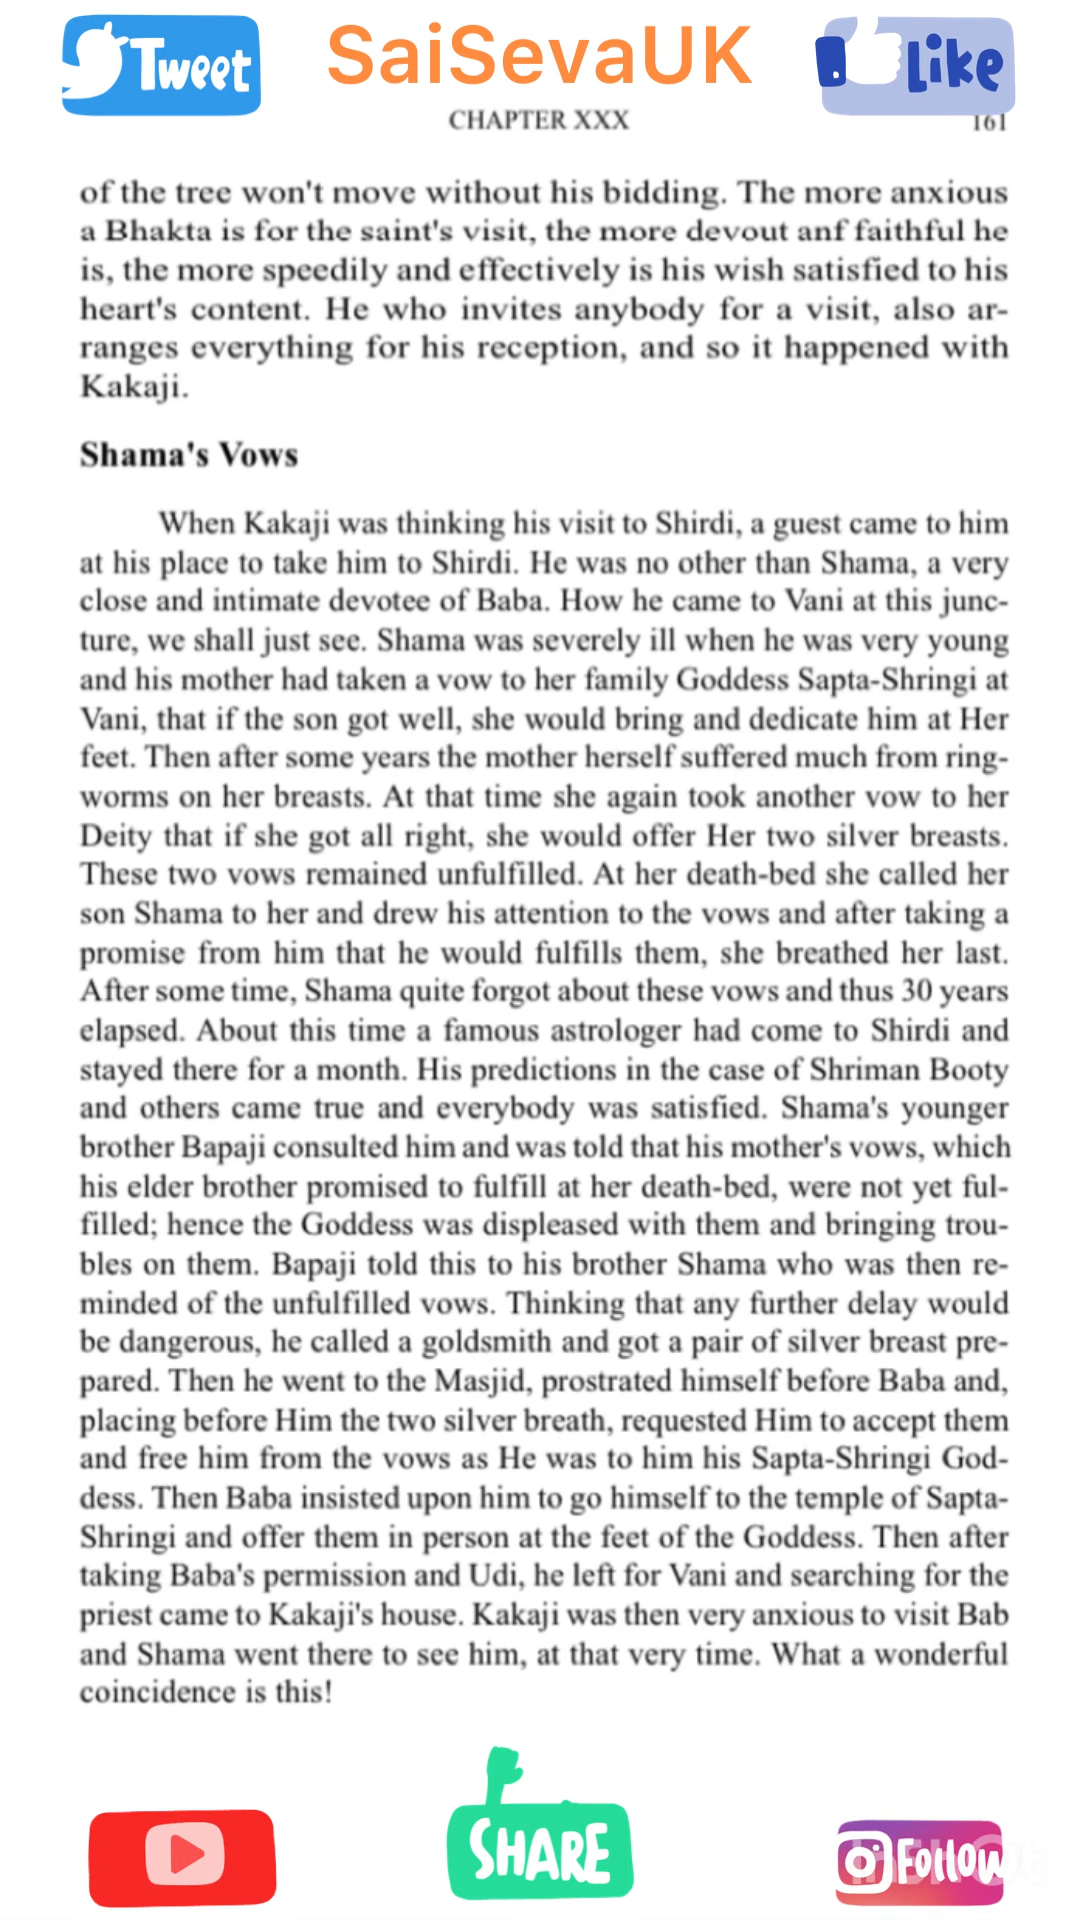 Tweet
SaiSevaUK
Like
CHAPTER XXX 161
of the tree won't move without his bidding. The more anxious
a Bhakta is for the saint's visit, the more devout anf faithful he
is, the more speedily and effectively is his wish satisfied to his
heart's content. He who invites anybody for a visit, also ar-
ranges everything for his reception, and so it happened with
Kakaji.
Shama's Vows
When Kakaji was thinking his visit to Shirdi, a guest came to him
at his place to take him to Shirdi. He was no other than Shama, a very
close and intimate devotee of Baba. How he came to Vani at this junc-
ture, we shall just see. Shama was severely ill when he was very young
and his mother had taken a vow to her family Goddess Sapta-Shringi at
Vani, that if the son got well, she would bring and dedicate him at Her
feet. Then after some years the mother herself suffered much from ring-
worms on her breasts. At that time she again took another vow to her
Deity that if she got all right, she would offer Her two silver breasts.
These two vows remained unfulfilled. At her death-bed she called her
son Shama to her and drew his attention to the vows and after taking a
promise from him that he would fulfills them, she breathed her last.
After some time, Shama quite forgot about these vows and thus 30 years
elapsed. About this time a famous astrologer had come to Shirdi and
stayed there for a month. His predictions in the case of Shriman Booty
and others came true and everybody was satisfied. Shama's younger
brother Bapaji consulted him and was told that his mother's vows, which
his elder brother promised to fulfill at her death-bed, were not yet ful-
filled; hence the Goddess was displeased with them and bringing trou-
bles on them. Bapaji told this to his brother Shama who was then re-
minded of the unfulfilled vows. Thinking that any further delay would
be dangerous, he called a goldsmith and got a pair of silver breast pre-
pared. Then he went to the Masjid, prostrated himself before Baba and,
placing before Him the two silver breath, requested Him to accept them
and free him from the vows as He was to him his Sapta-Shringi God-
dess. Then Baba insisted upon him to go himself to the temple of Sapta-
Shringi and offer them in person at the feet of the Goddess. Then after
taking Baba's permission and Udi, he left for Vani and searching for the
priest came to Kakaji's house. Kakaji was then very anxious to visit Bab
and Shama went there to see him, at that very time. What a wonderful
coincidence is this!
SHARE
Follow